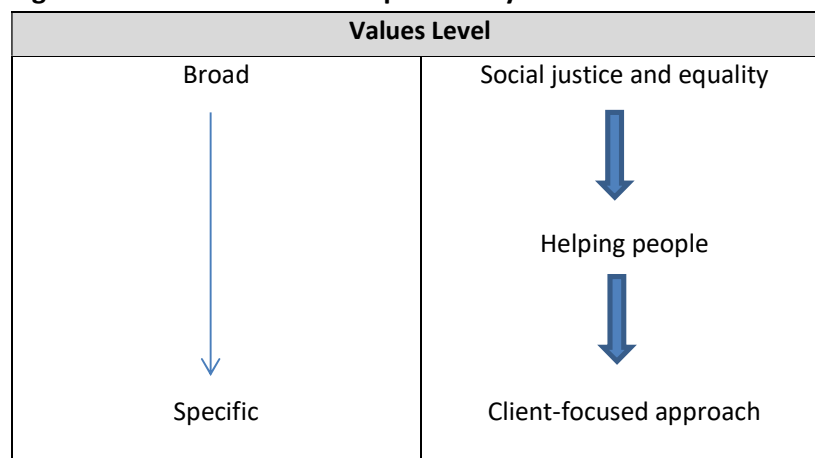 Values Level
Broad
Social justice and equality
Helping people
Specific
Client-focused approach